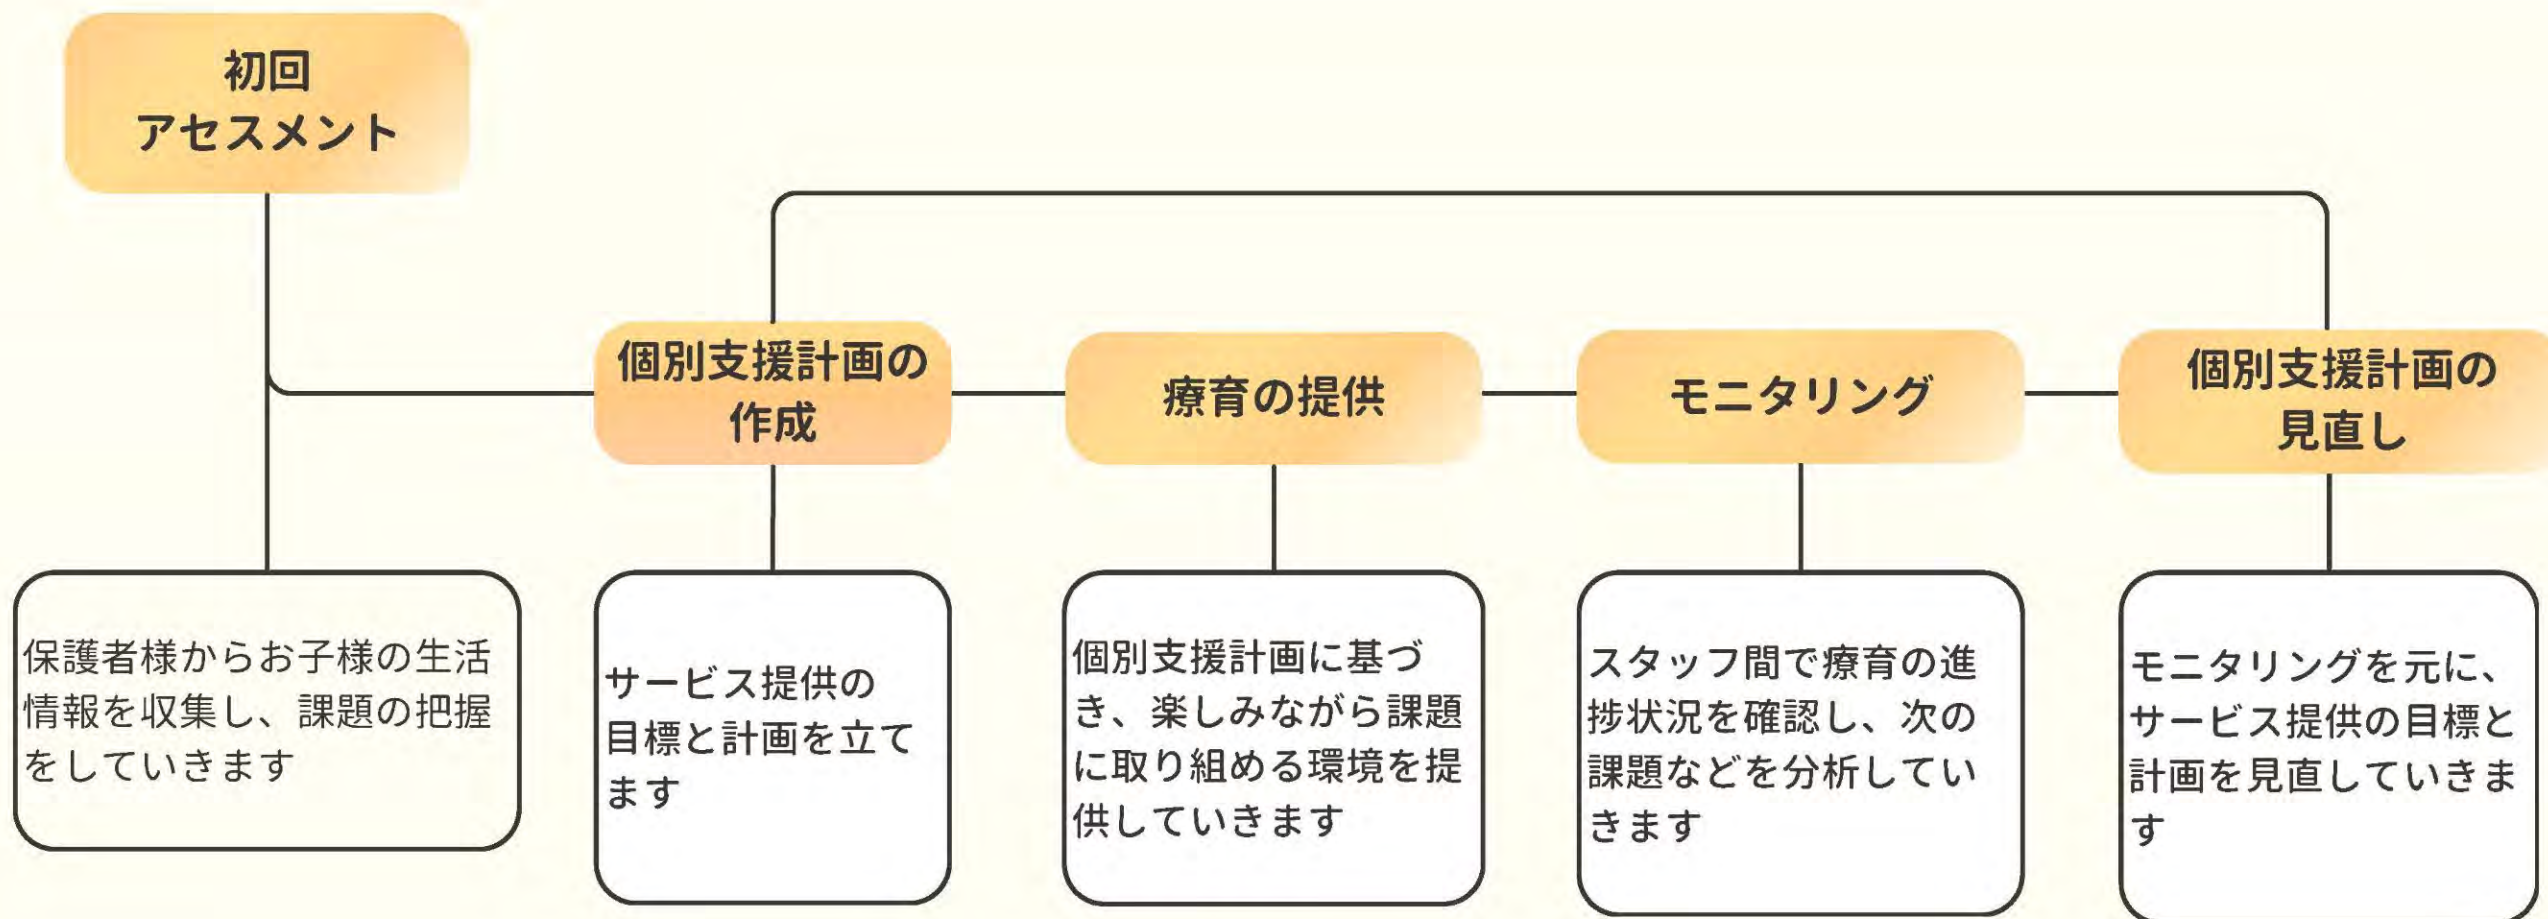 初回
アセスメント
個別支援計画の
作成
療育の提供
モニタリング
個別支援計画の
見直し
保護者様からお子様の生活
情報を収集し、課題の把握
をしていきます
サービス提供の
目標と計画を立て
ます
個別支援計画に基づ
き、楽しみながら課題
に取り組める環境を提
供していきます
スタッフ間で療育の進
捗状況を確認し、次の
課題などを分析してい
きます
モニタリングを元に、
サービス提供の目標と
計画を見直していきま
す